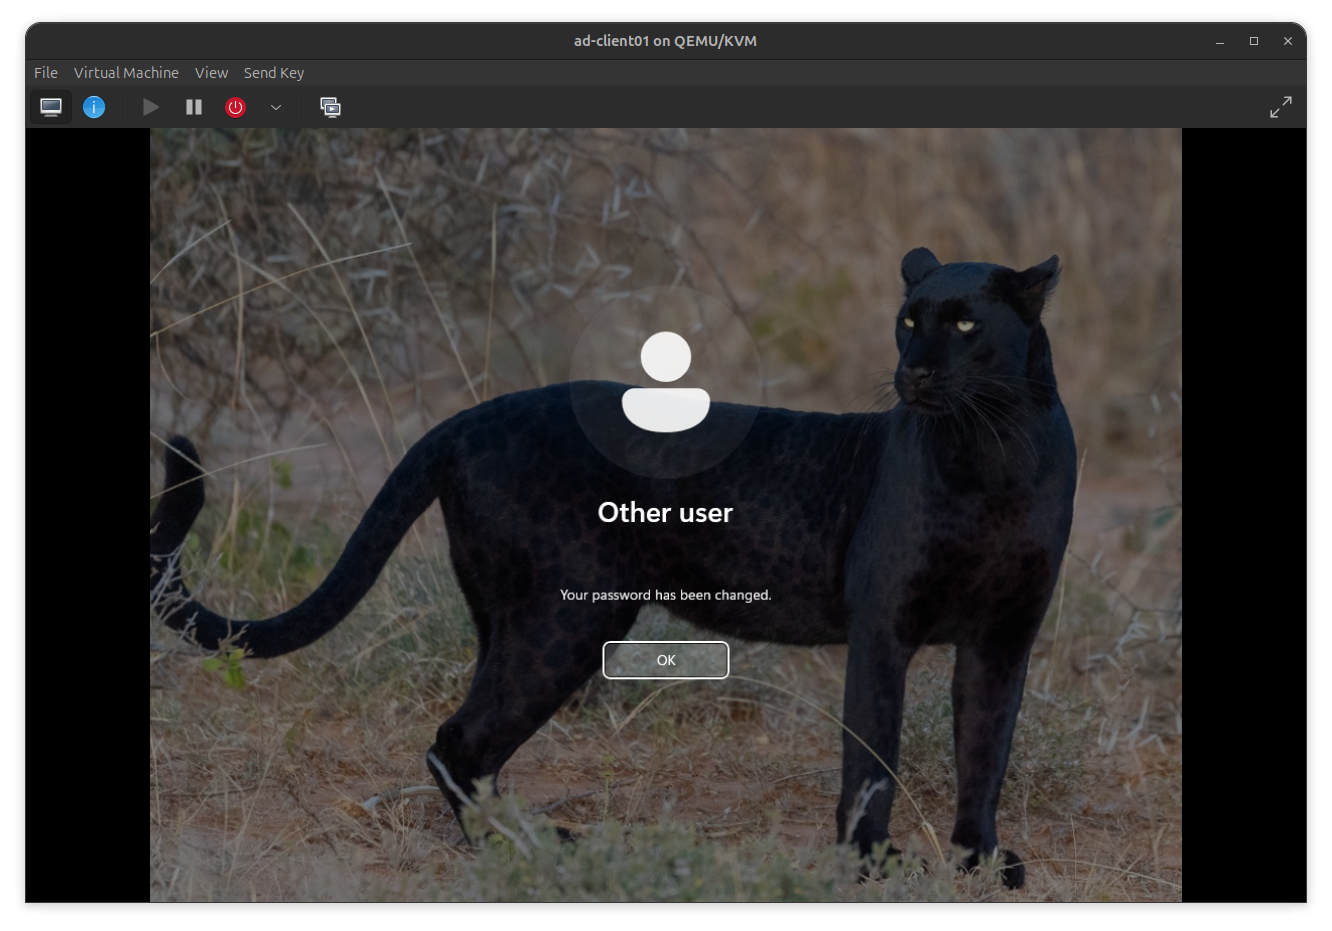 ad-client01 on QEMU/KVM
File Virtual Machine View Send Key
Other user
Your password has been changed.
OK